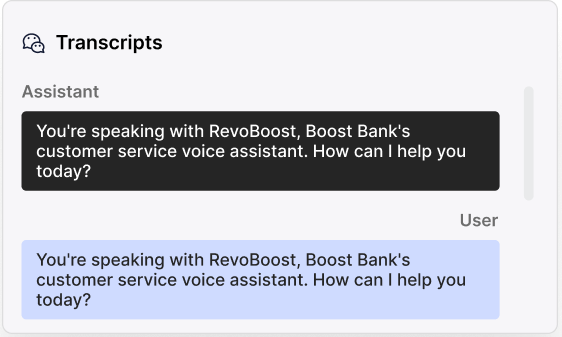 Transcripts
Assistant
You're speaking with RevoBoost, Boost Bank's
customer service voice assistant. How can I help you
today?
User
You're speaking with RevoBoost, Boost Bank's
customer service voice assistant. How can I help you
today?